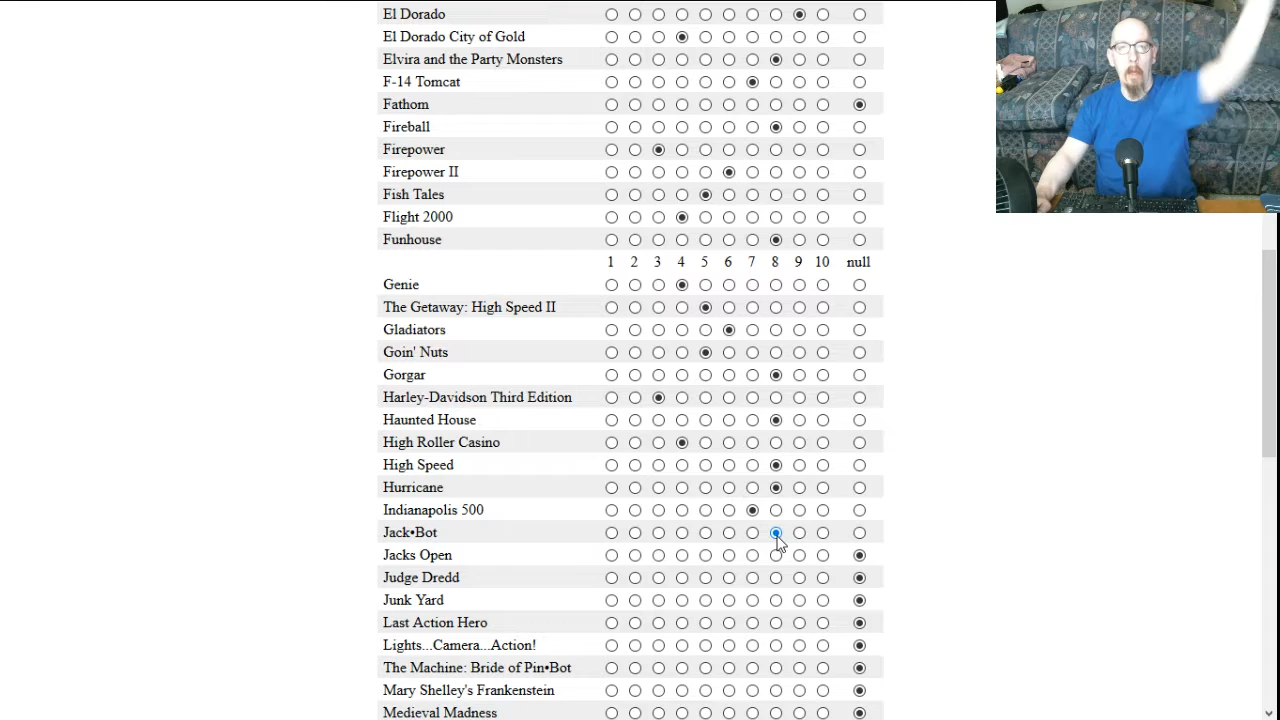 El Dorado
El Dorado City of Gold
Elvira and the Party Monsters
F-14 Tomcat
Fathom
Fireball
Firepower
Firepower II
Fish Tales
Flight 2000
Funhouse
1 2 3 4 5 6 7 8 9 10 null
Genie
The Getaway: High Speed II
Gladiators
Goin' Nuts
Gorgar
Harley-Davidson Third Edition
Haunted House
High Roller Casino
High Speed
Hurricane
Indianapolis 500
Jack•Bot
Jacks Open
Judge Dredd
Junk Yard
Last Action Hero
Lights...Camera...Action!
The Machine: Bride of Pin•Bot
Mary Shelley's Frankenstein
Medieval Madness